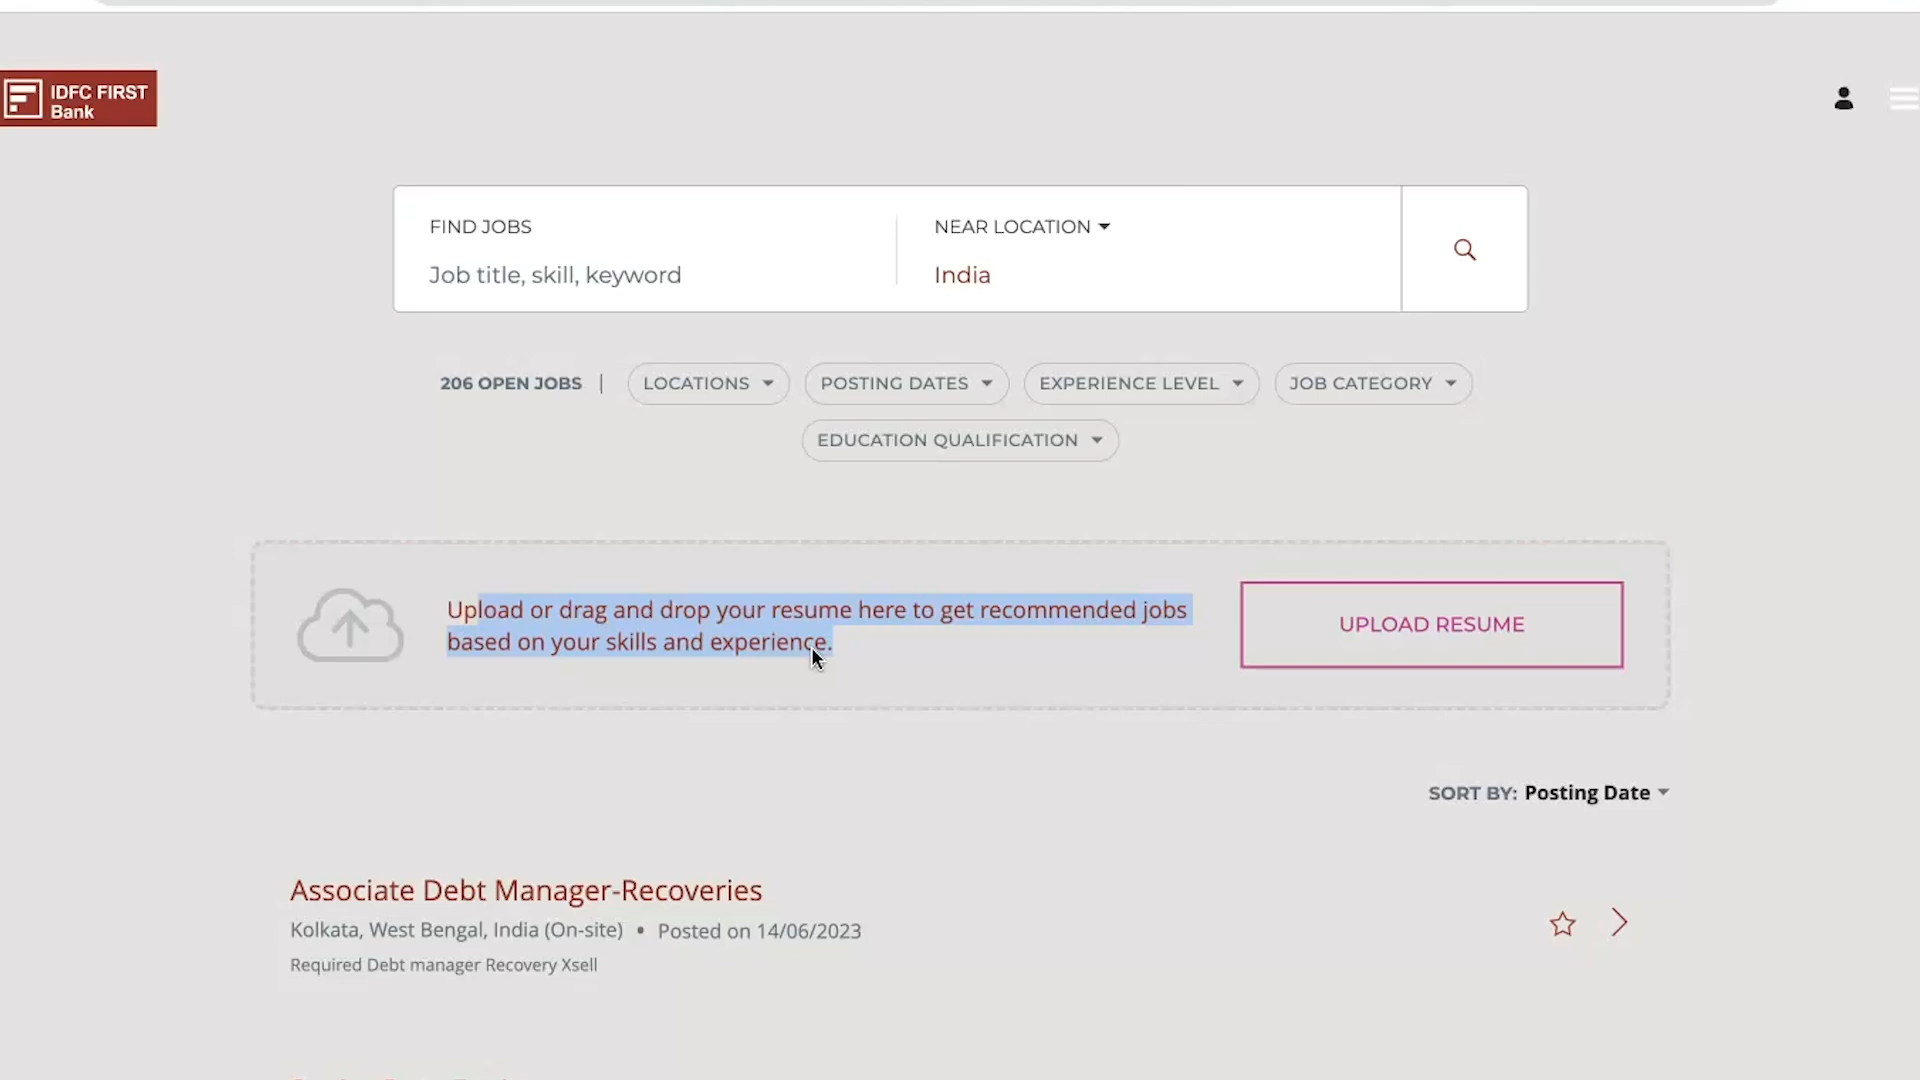 IDFC FIRST
Bank
FIND JOBS
Job title, skill, keyword
NEAR LOCATION
India
206 OPEN JOBS |
LOCATIONS
POSTING DATES
EXPERIENCE LEVEL
JOB CATEGORY
EDUCATION QUALIFICATION
Upload or drag and drop your resume here to get recommended jobs
based on your skills and experience.
UPLOAD RESUME
SORT BY: Posting Date
Associate Debt Manager-Recoveries
Kolkata, West Bengal, India (On-site) • Posted on 14/06/2023
Required Debt manager Recovery Xsell